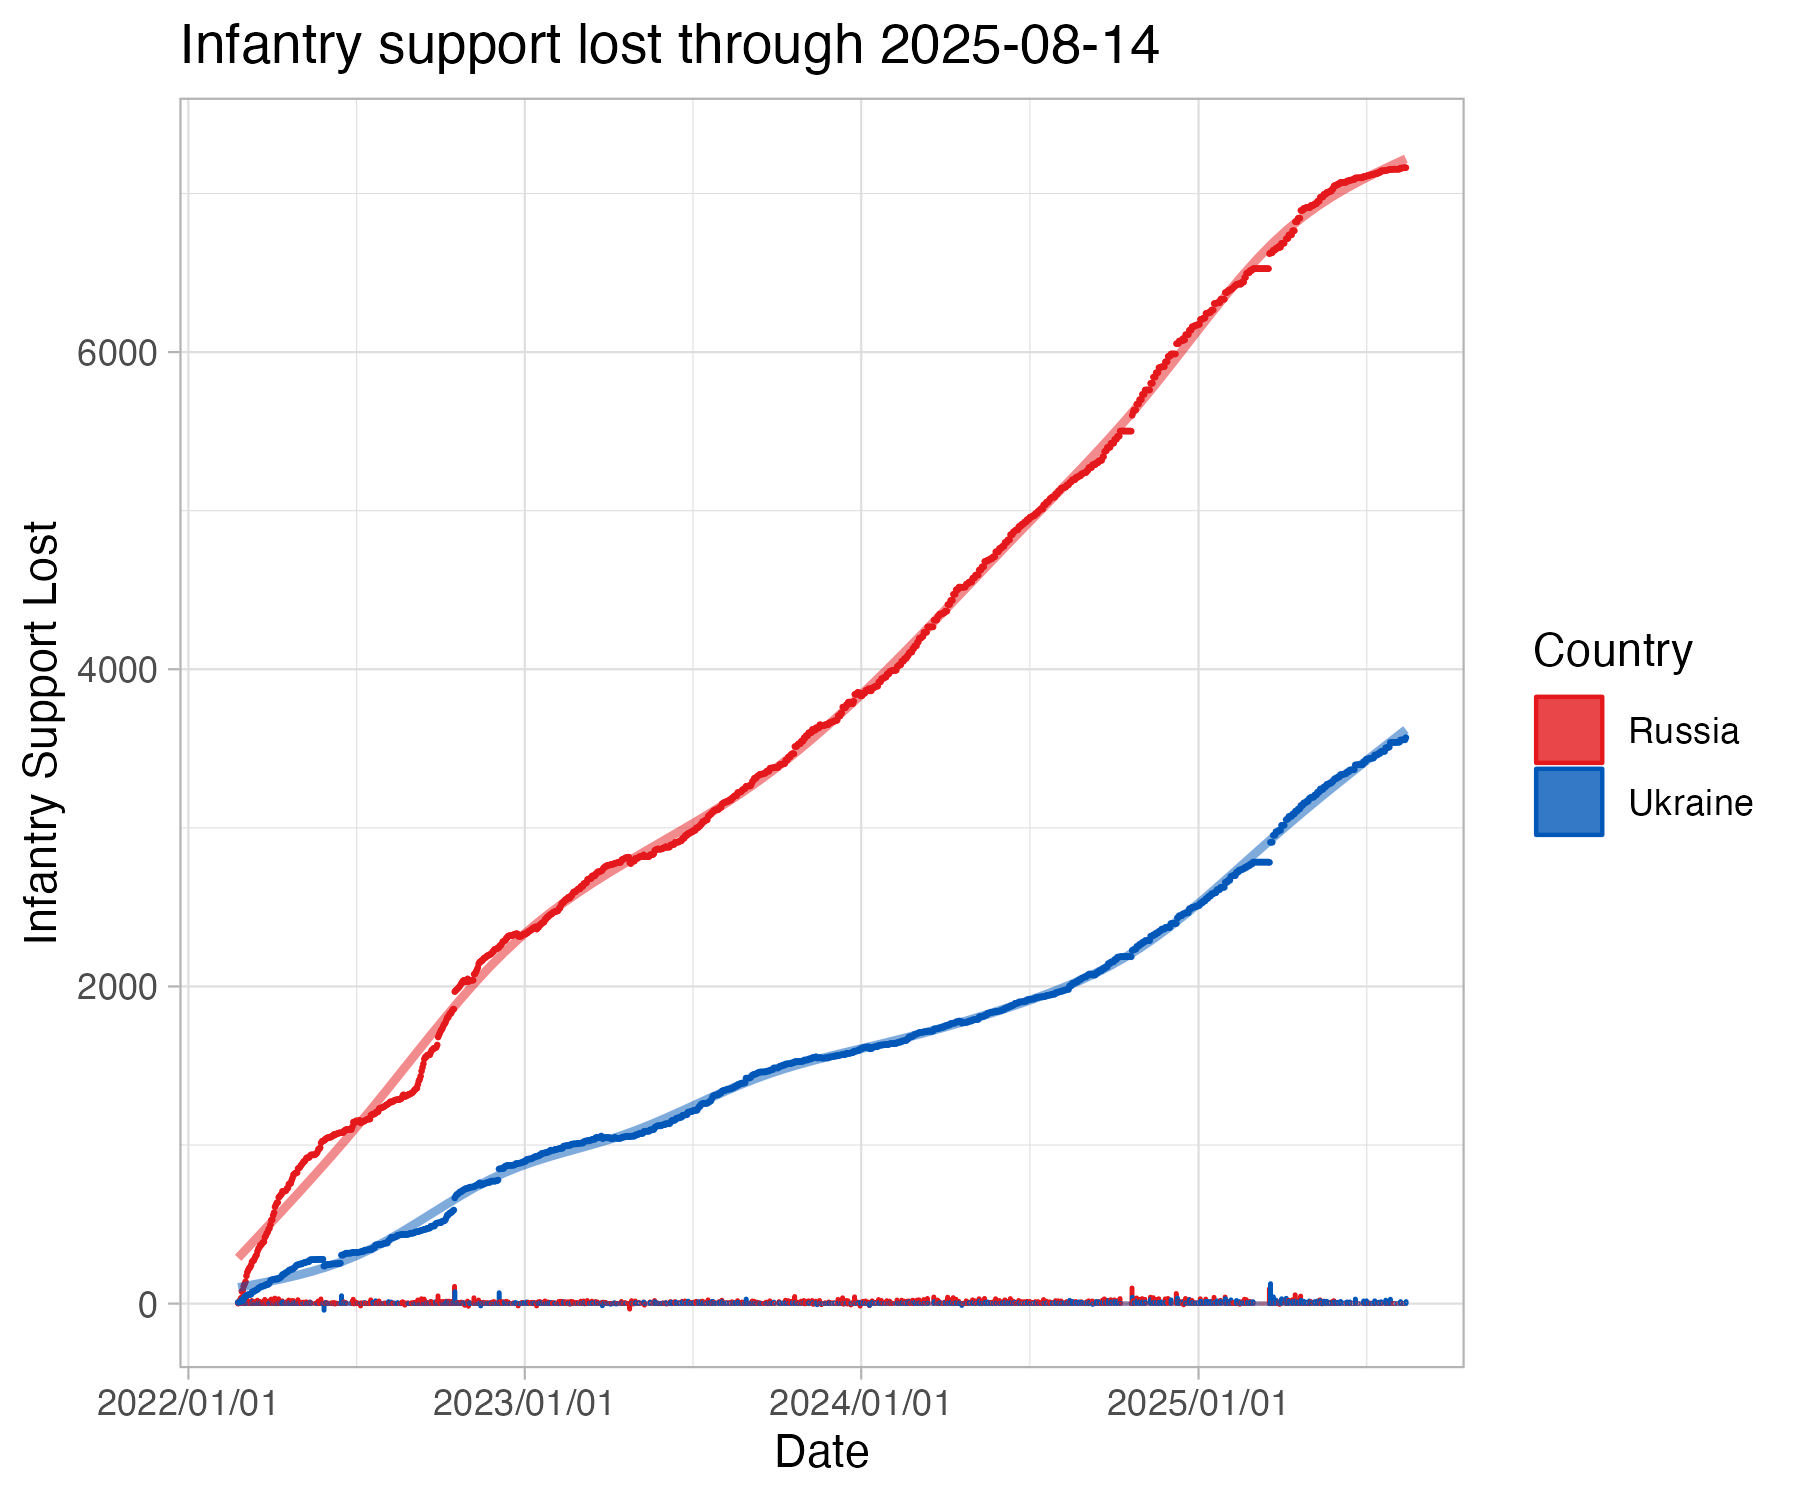 Infantry support lost through 2025-08-14
Infantry Support Lost
6000
4000
2000
0
2022/01/01
2023/01/01
2024/01/01
2025/01/01
Date
Country
Russia
Ukraine